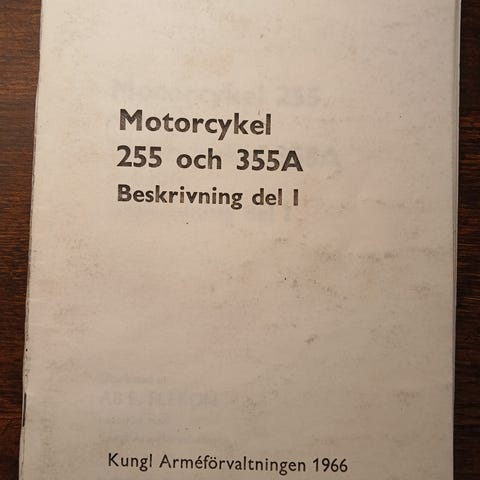 Motorcykel
255 och 355A
Beskrivning del I
Kungl Arméförvaltningen 1966